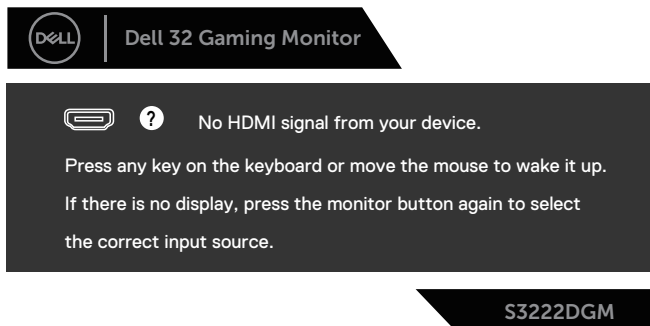 DELL
Dell 32 Gaming Monitor
? No HDMI signal from your device.
Press any key on the keyboard or move the mouse to wake it up.
If there is no display, press the monitor button again to select
the correct input source.
S3222DGM